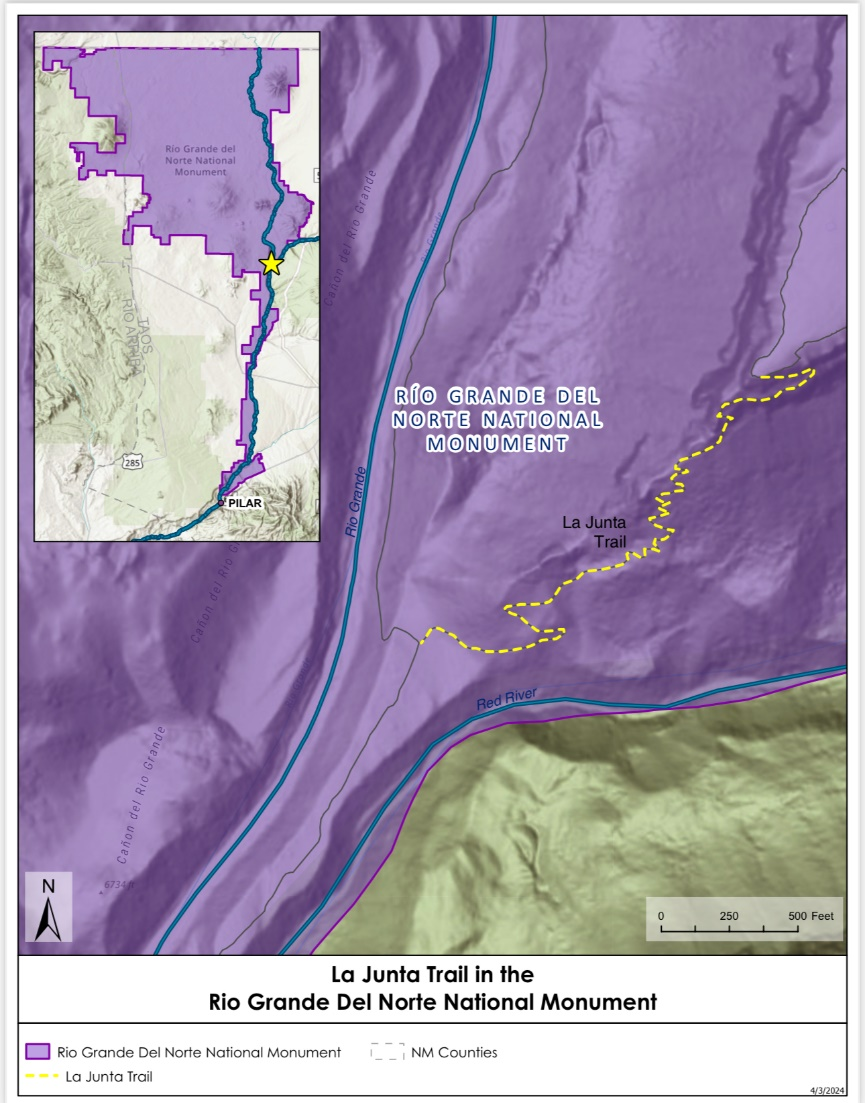 Río Grande del
Norte National
Monument
TAOS
RIO ARRIBA
285
PILAR
Cañon del Rio Grande
Rio Grande
RÍO GRANDE DEL
NORTE NATIONAL
MONUMENT
Rio Grande
La Junta
Trail
Cañon del Rio G
Red River
Cañon del Rio Grande
6734 ft
N
0 250 500 Feet
La Junta Trail in the
Rio Grande Del Norte National Monument
Rio Grande Del Norte National Monument
NM Counties
La Junta Trail
4/3/2024